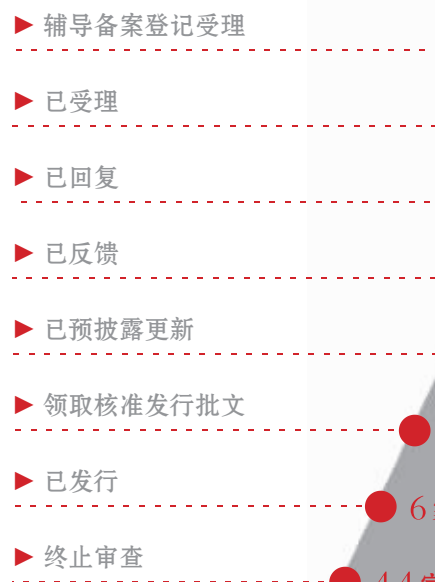 ▶ 辅导备案登记受理
▶ 已受理
▶ 已回复
▶ 已反馈
▶ 已预披露更新
▶ 领取核准发行批文
▶ 已发行
6
▶ 终止审查
44